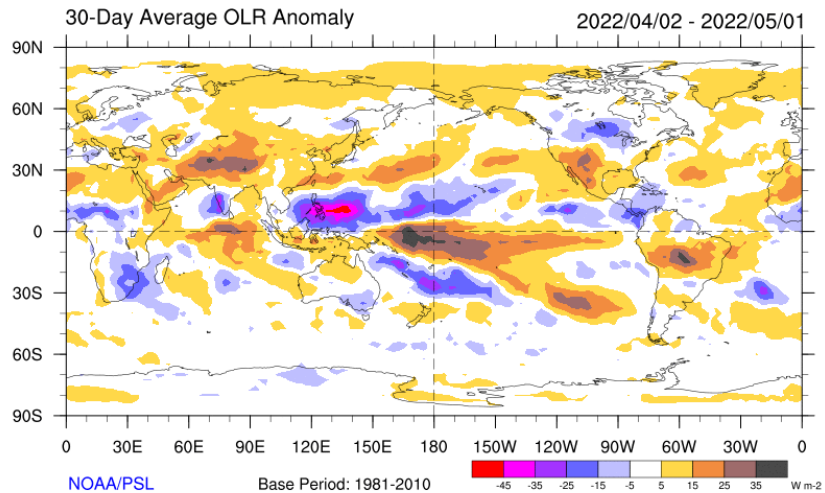 30-Day Average OLR Anomaly 2022/04/02 - 2022/05/01
90N
60N
30N
0
30S
60S
90S
0 30E 60E 90E 120E 150E 180 150W 120W 90W 60W 30W 0
NOAA/PSL Base Period: 1981-2010
-45 -35 -25 -15 -5 5 15 25 35 W m-2